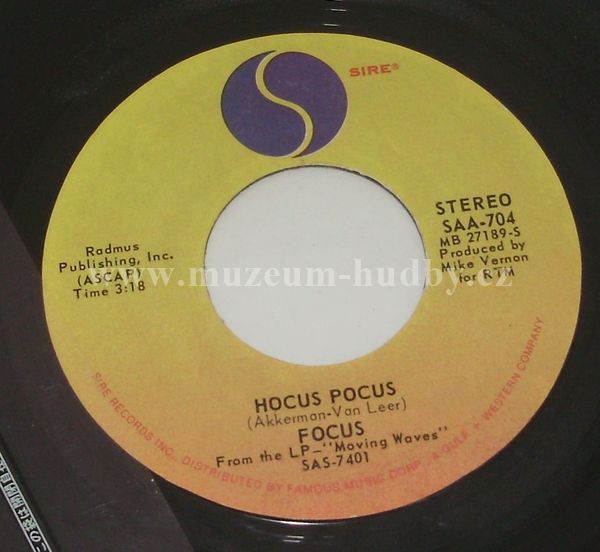 SIRE®
STEREO
SAA-704
MB 27189-S
Produced by
Mike Vernon
for RTM
Radmus
Publishing, Inc.
(ASCAP)
Time 3:18
www.muzeum-hudby.cz
HOCUS POCUS
(Akkerman-Van Leer)
FOCUS
From the LP-"Moving Waves"
SAS-7401
SIRE RECORDS INC., DISTRIBUTED BY FAMOUS MUSIC CORP., A GULF + WESTERN COMPANY